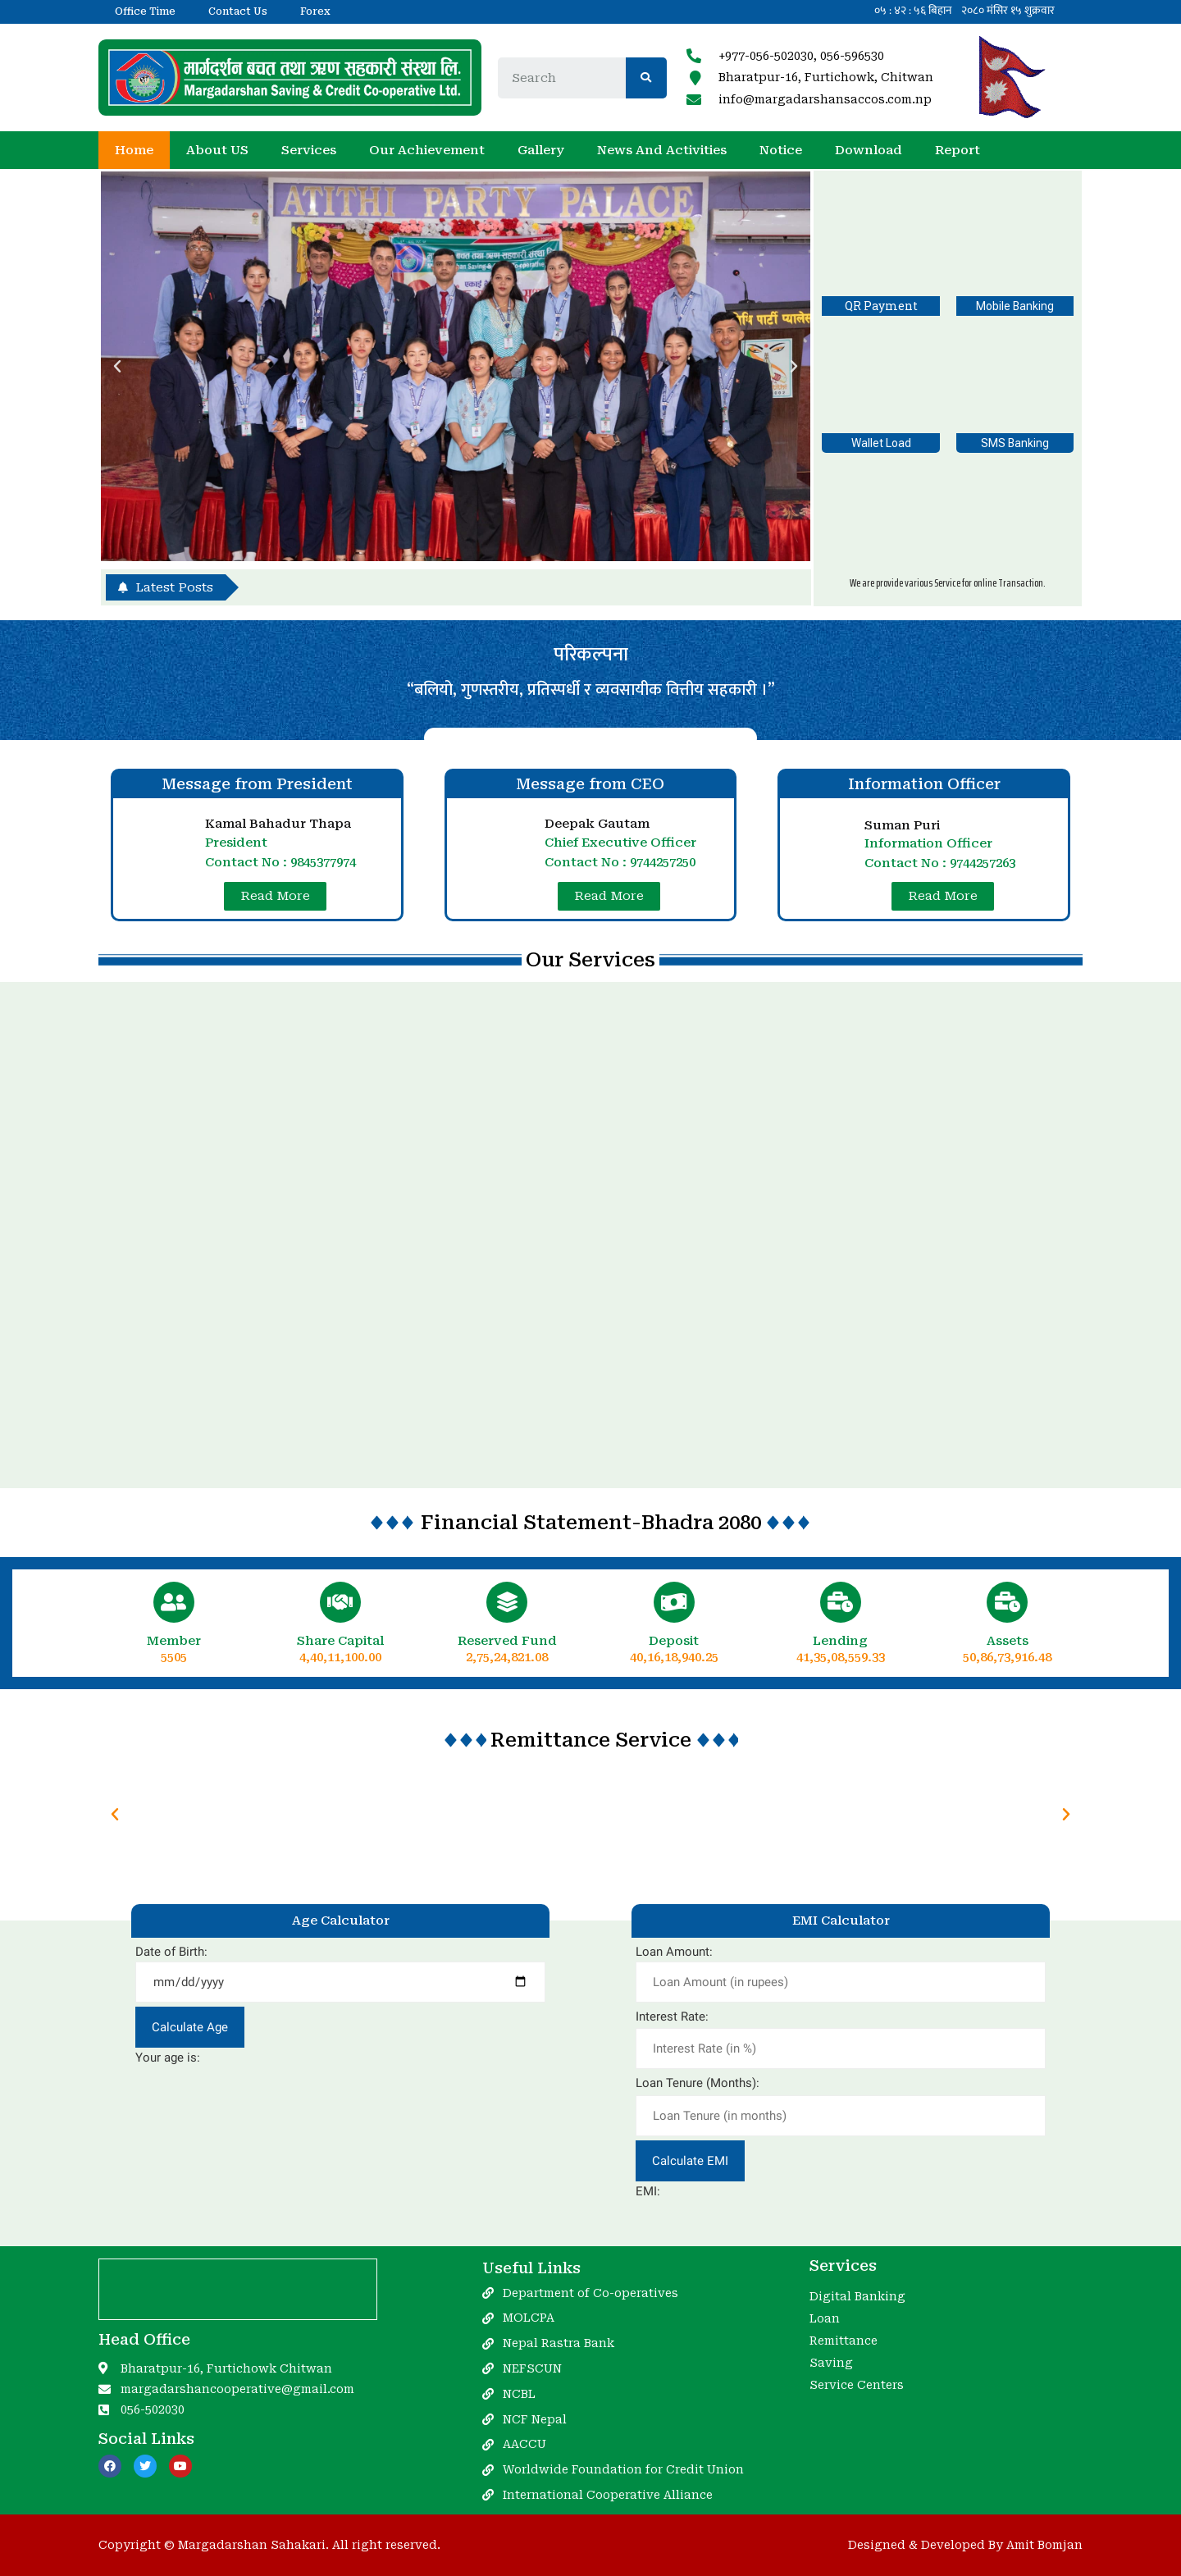 Office Time Contact Us Forex ०५ : ४२ : ५६ बिहान २०८० मंसिर १५ शुक्रवार
मार्गदर्शन बचत तथा ऋण सहकारी संस्था लि.
Margadarshan Saving & Credit Co-operative Ltd.
Search
+977-056-502030, 056-596530
Bharatpur-16, Furtichowk, Chitwan
info@margadarshansaccos.com.np
Home About US Services Our Achievement Gallery News And Activities Notice Download Report
ATITHI PARTY PALACE
QR Payment Mobile Banking
Wallet Load SMS Banking
We are provide various Service for online Transaction.
Latest Posts
परिकल्पना
“बलियो, गुणस्तरीय, प्रतिस्पर्धी र व्यवसायीक वित्तीय सहकारी ।”
Message from President
Kamal Bahadur Thapa
President
Contact No : 9845377974
Read More
Message from CEO
Deepak Gautam
Chief Executive Officer
Contact No : 9744257250
Read More
Information Officer
Suman Puri
Information Officer
Contact No : 9744257263
Read More
Our Services
Financial Statement-Bhadra 2080
Member
5505
Share Capital
4,40,11,100.00
Reserved Fund
2,75,24,821.08
Deposit
40,16,18,940.25
Lending
41,35,08,559.33
Assets
50,86,73,916.48
Remittance Service
Age Calculator
Date of Birth:
mm/dd/yyyy
Calculate Age
Your age is:
EMI Calculator
Loan Amount:
Loan Amount (in rupees)
Interest Rate:
Interest Rate (in %)
Loan Tenure (Months):
Loan Tenure (in months)
Calculate EMI
EMI:
Head Office
Bharatpur-16, Furtichowk Chitwan
margadarshancooperative@gmail.com
056-502030
Social Links
Useful Links
Department of Co-operatives
MOLCPA
Nepal Rastra Bank
NEFSCUN
NCBL
NCF Nepal
AACCU
Worldwide Foundation for Credit Union
International Cooperative Alliance
Services
Digital Banking
Loan
Remittance
Saving
Service Centers
Copyright © Margadarshan Sahakari. All right reserved.
Designed & Developed By Amit Bomjan